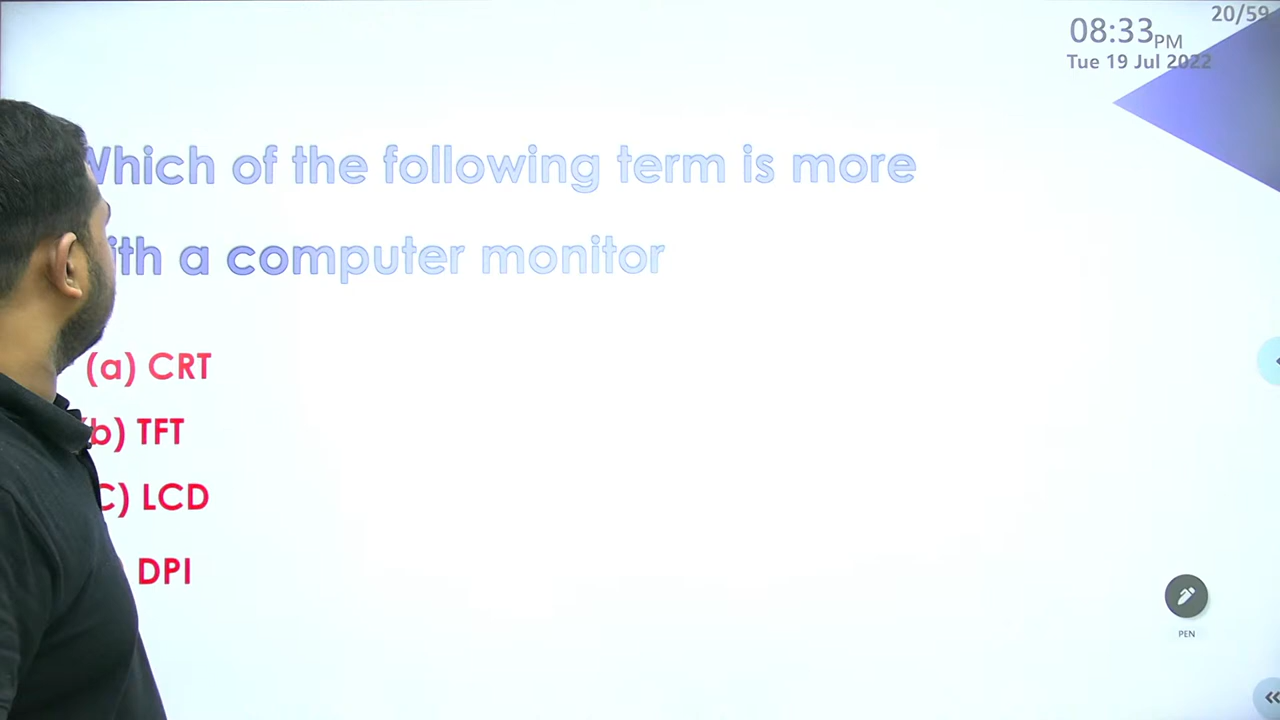 20/59
08:33PM
Tue 19 Jul 2022
Which of the following term is more
with a computer monitor
(a) CRT
(b) TFT
C) LCD
DPI
PEN